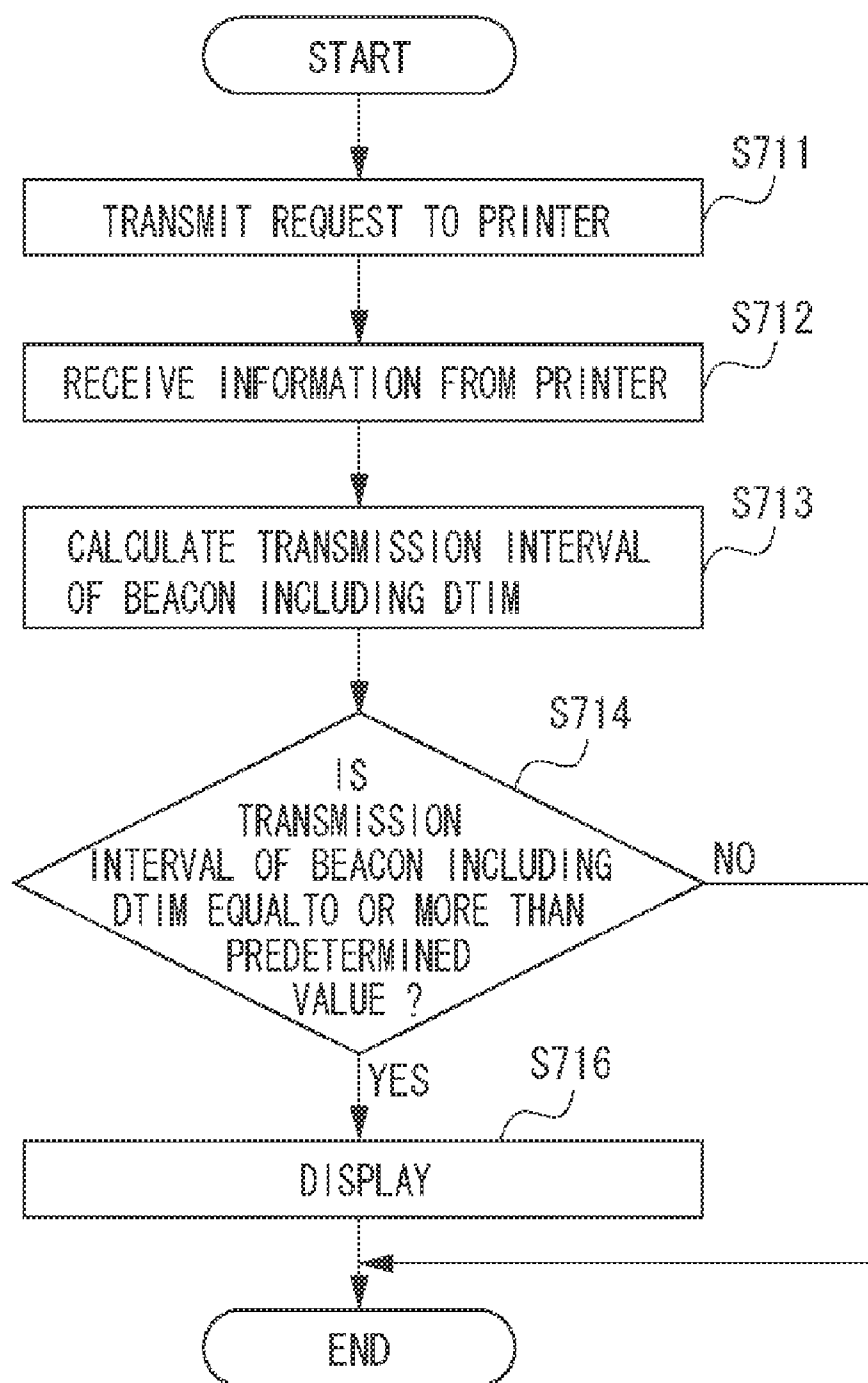 START
S711
TRANSMIT REQUEST TO PRINTER
S712
RECEIVE INFORMATION FROM PRINTER
S713
CALCULATE TRANSMISSION INTERVAL
OF BEACON INCLUDING DTIM
S714
IS
TRANSMISSION
INTERVAL OF BEACON INCLUDING
DTIM EQUALTO OR MORE THAN
PREDETERMINED
VALUE ?
NO
YES
S716
DISPLAY
END